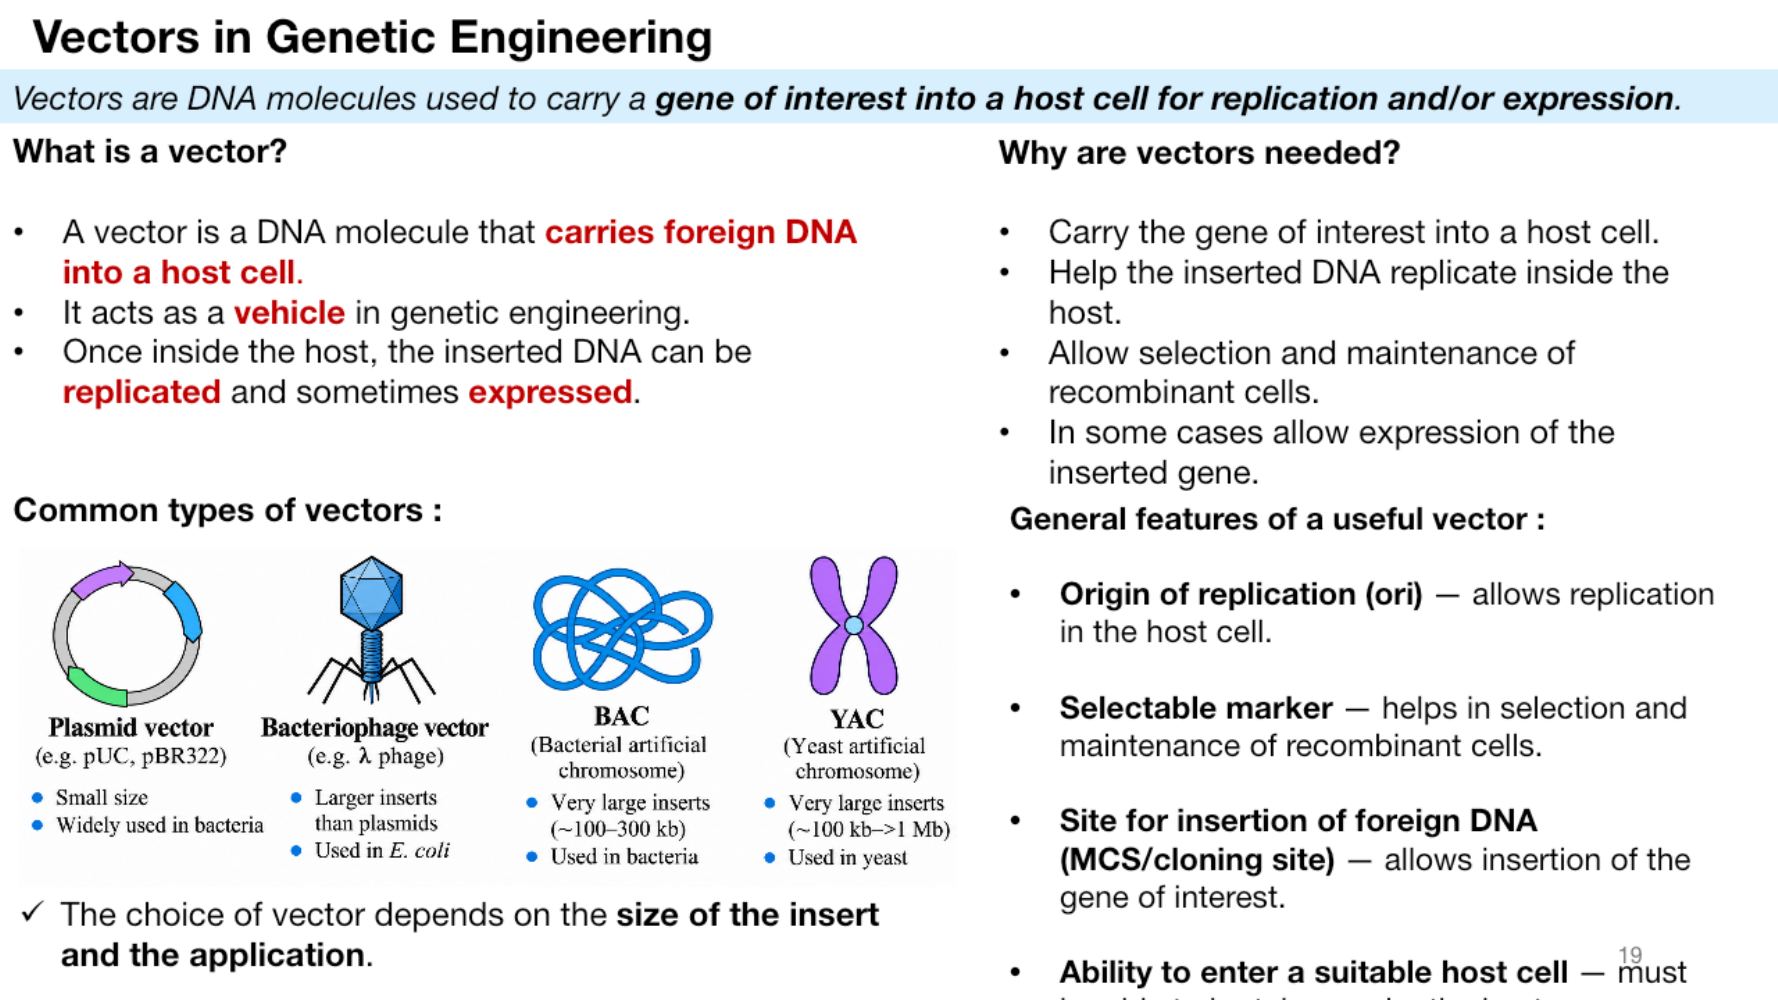 Vectors in Genetic Engineering
Vectors are DNA molecules used to carry a gene of interest into a host cell for replication and/or expression.
What is a vector?
• A vector is a DNA molecule that carries foreign DNA
into a host cell.
• It acts as a vehicle in genetic engineering.
• Once inside the host, the inserted DNA can be
replicated and sometimes expressed.
Why are vectors needed?
• Carry the gene of interest into a host cell.
• Help the inserted DNA replicate inside the
host.
• Allow selection and maintenance of
recombinant cells.
• In some cases allow expression of the
inserted gene.
Common types of vectors :
Plasmid vector
(e.g. pUC, pBR322)
• Small size
• Widely used in bacteria
Bacteriophage vector
(e.g. λ phage)
• Larger inserts
than plasmids
• Used in E. coli
BAC
(Bacterial artificial
chromosome)
• Very large inserts
(~100–300 kb)
• Used in bacteria
YAC
(Yeast artificial
chromosome)
• Very large inserts
(~100 kb–>1 Mb)
• Used in yeast
✓ The choice of vector depends on the size of the insert
and the application.
General features of a useful vector :
• Origin of replication (ori) — allows replication
in the host cell.
• Selectable marker — helps in selection and
maintenance of recombinant cells.
• Site for insertion of foreign DNA
(MCS/cloning site) — allows insertion of the
gene of interest.
• Ability to enter a suitable host cell — must
19